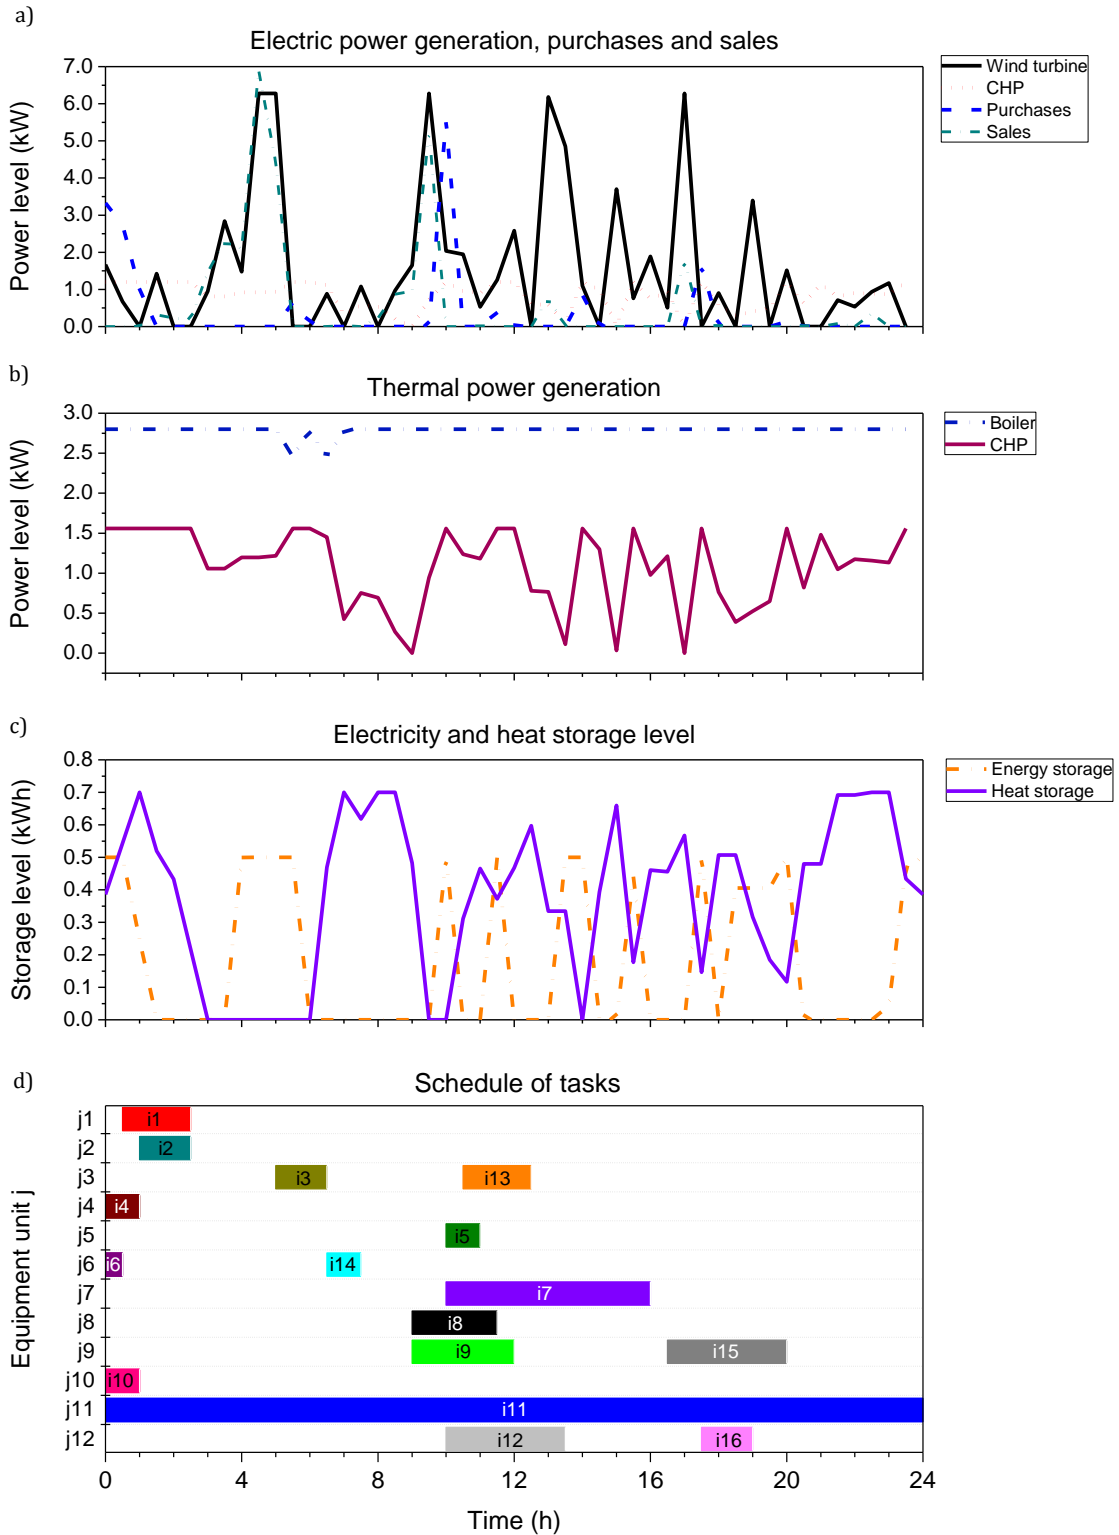 a)
Electric power generation, purchases and sales
7.0
6.0
5.0
4.0
3.0
2.0
1.0
0.0
Power level (kW)
Wind turbine
CHP
Purchases
Sales
b)
Thermal power generation
3.0
2.5
2.0
1.5
1.0
0.5
0.0
Power level (kW)
Boiler
CHP
c)
Electricity and heat storage level
0.8
0.7
0.6
0.5
0.4
0.3
0.2
0.1
0.0
Storage level (kWh)
Energy storage
Heat storage
d)
Schedule of tasks
Equipment unit j
j1 i1
j2 i2
j3 i3 i13
j4 i4
j5 i5
j6 i6 i14
j7 i7
j8 i8
j9 i9 i15
j10 i10
j11 i11
j12 i12 i16
0 4 8 12 16 20 24
Time (h)